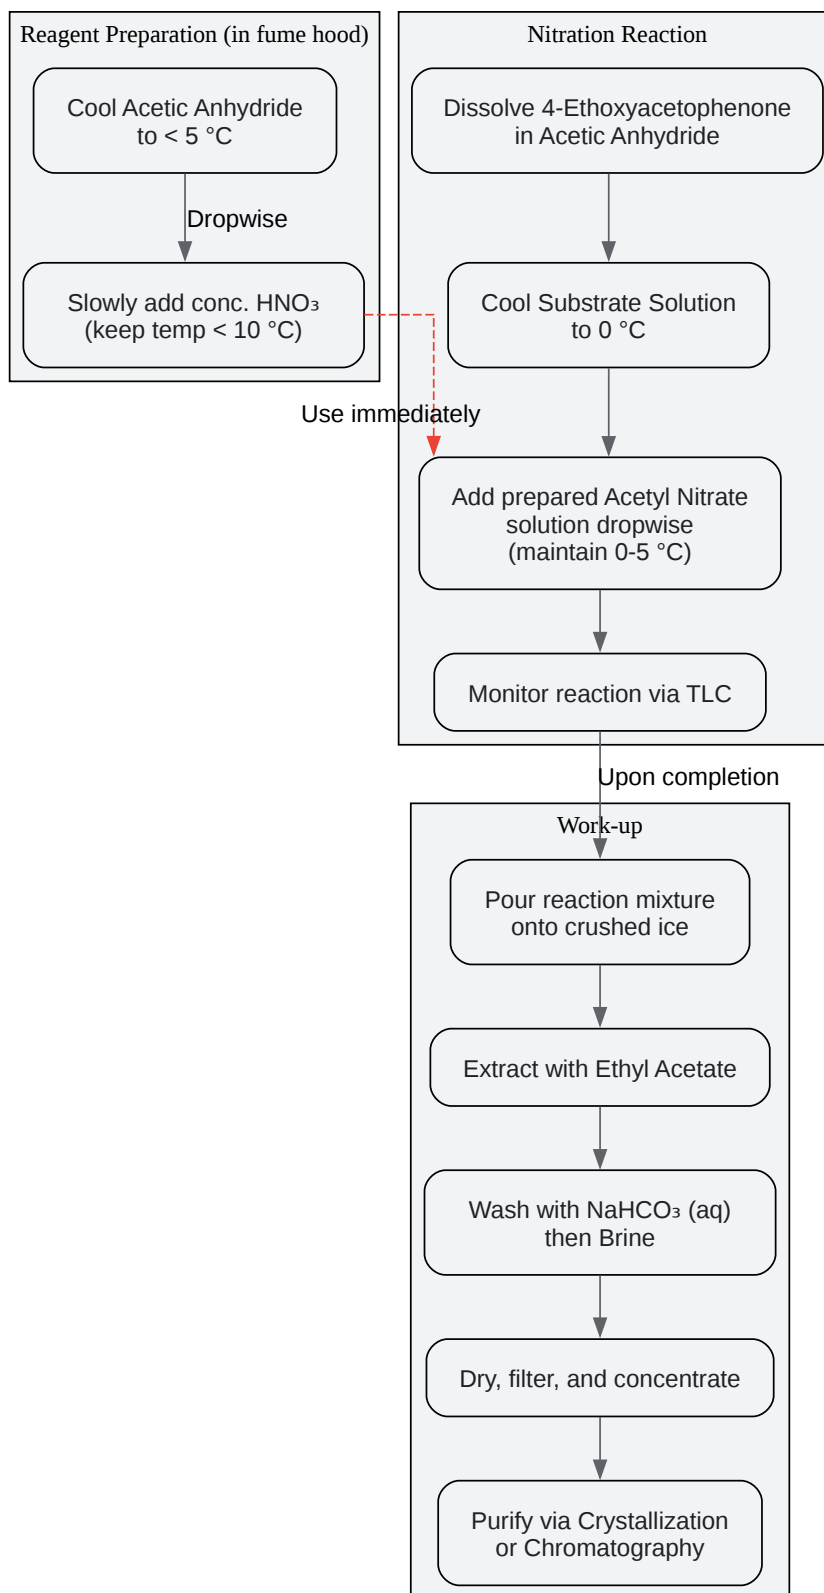 Reagent Preparation (in fume hood)
Cool Acetic Anhydride
to < 5 °C
Dropwise
Slowly add conc. HNO₃
(keep temp < 10 °C)
Use immediately
Nitration Reaction
Dissolve 4-Ethoxyacetophenone
in Acetic Anhydride
Cool Substrate Solution
to 0 °C
Add prepared Acetyl Nitrate
solution dropwise
(maintain 0-5 °C)
Monitor reaction via TLC
Upon completion
Work-up
Pour reaction mixture
onto crushed ice
Extract with Ethyl Acetate
Wash with NaHCO₃ (aq)
then Brine
Dry, filter, and concentrate
Purify via Crystallization
or Chromatography